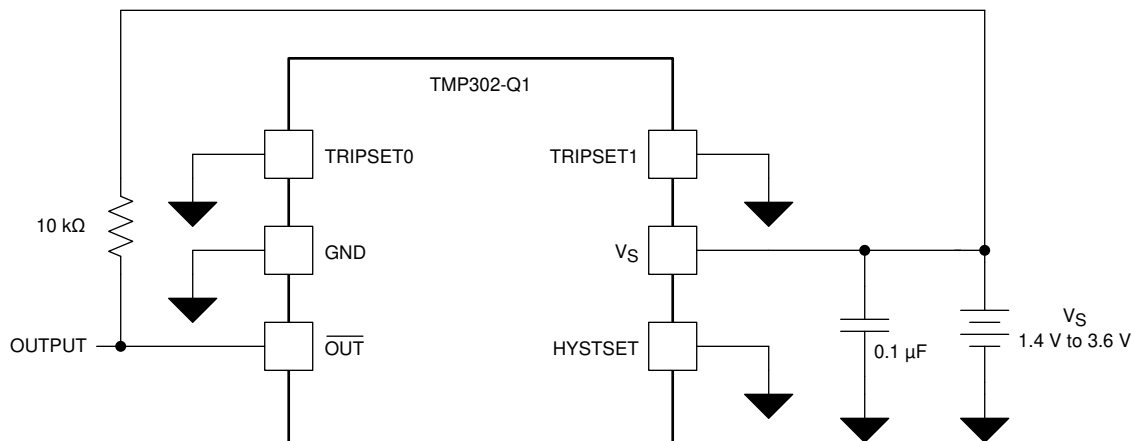 TMP302-Q1
TRIPSET0
TRIPSET1
10 kΩ
GND
VS
OUTPUT
OUT
HYSTSET
0.1 µF
VS
1.4 V to 3.6 V